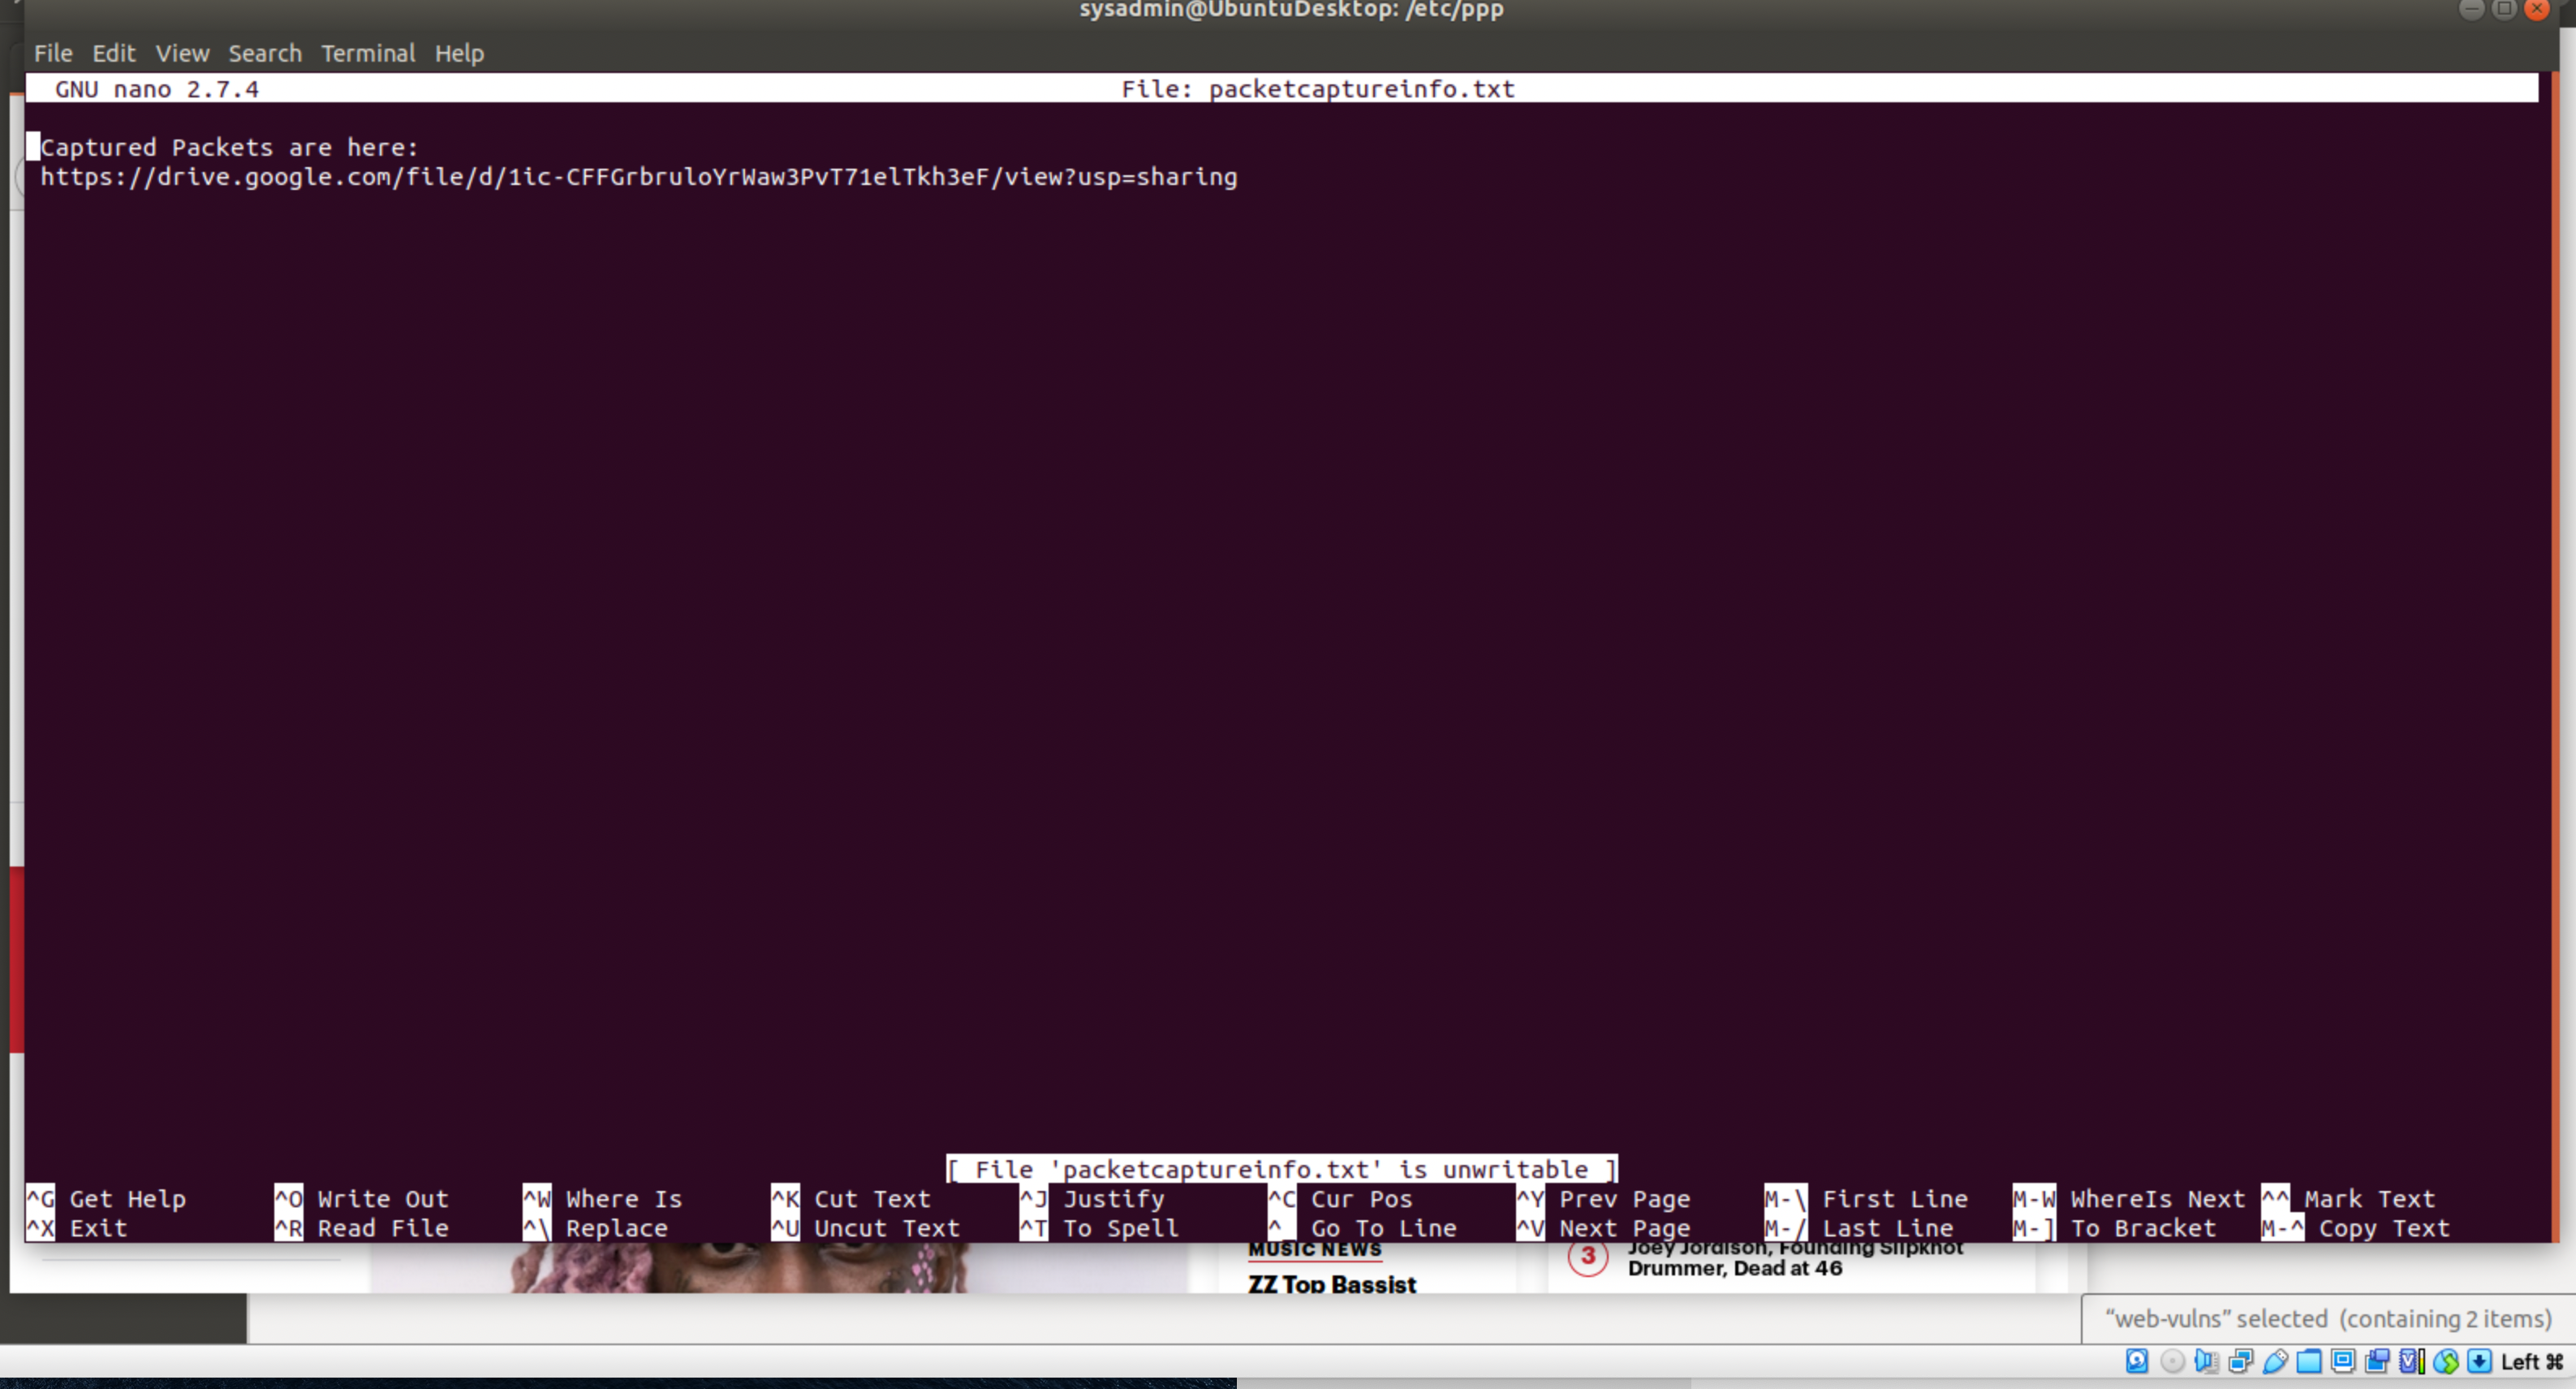 sysadmin@UbuntuDesktop: /etc/ppp
File Edit View Search Terminal Help
GNU nano 2.7.4 File: packetcaptureinfo.txt
Captured Packets are here:
https://drive.google.com/file/d/1ic-CFFGrbruloYrWaw3PvT71elTkh3eF/view?usp=sharing
[ File 'packetcaptureinfo.txt' is unwritable ]
^G Get Help ^O Write Out ^W Where Is ^K Cut Text ^J Justify ^C Cur Pos ^Y Prev Page M-\ First Line M-W WhereIs Next ^^ Mark Text
^X Exit ^R Read File ^\ Replace ^U Uncut Text ^T To Spell ^_ Go To Line ^V Next Page M-/ Last Line M-] To Bracket M-^ Copy Text
MUSIC NEWS
ZZ Top Bassist
3 Joey Jordison, Founding Slipknot
Drummer, Dead at 46
“web-vulns” selected (containing 2 items)
Left ⌘